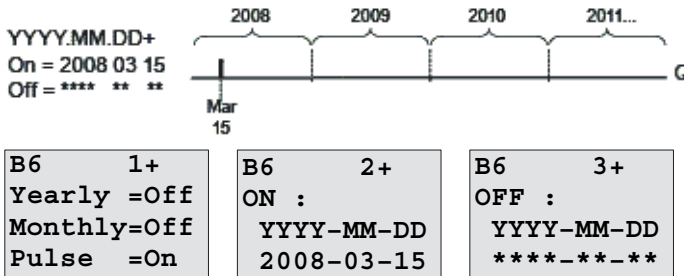 2008 2009 2010 2011...
YYYY.MM.DD+
On = 2008 03 15
Off = **** ** **
Mar
15
B6 1+
Yearly =Off
Monthly=Off
Pulse =On
B6 2+
ON :
YYYY-MM-DD
2008-03-15
B6 3+
OFF :
YYYY-MM-DD
****-**-**